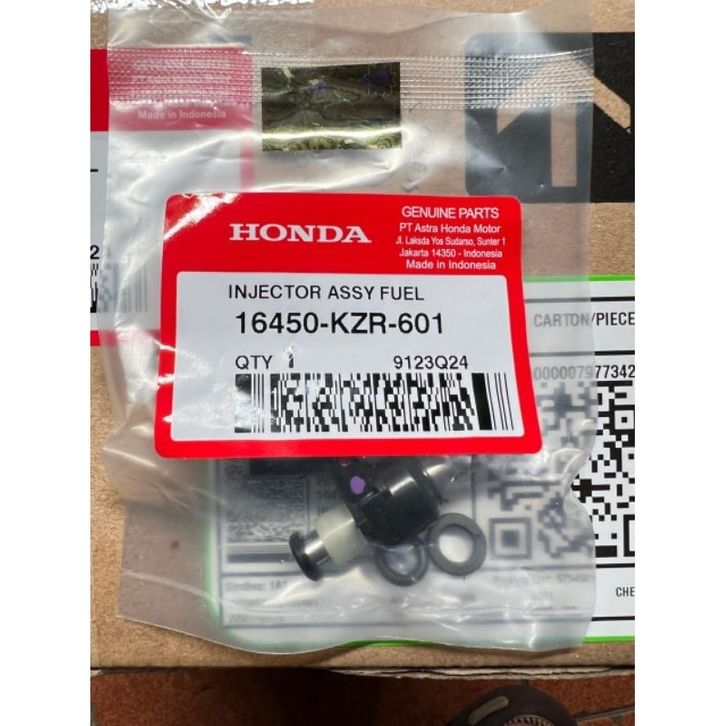 Made in Indonesia
HONDA
GENUINE PARTS
PT Astra Honda Motor
Jl. Laksda Yos Sudarso, Sunter 1
Jakarta 14350 - Indonesia
Made in Indonesia
INJECTOR ASSY FUEL
16450-KZR-601
QTY 1 9123Q24
CARTON/PIECE
CHE